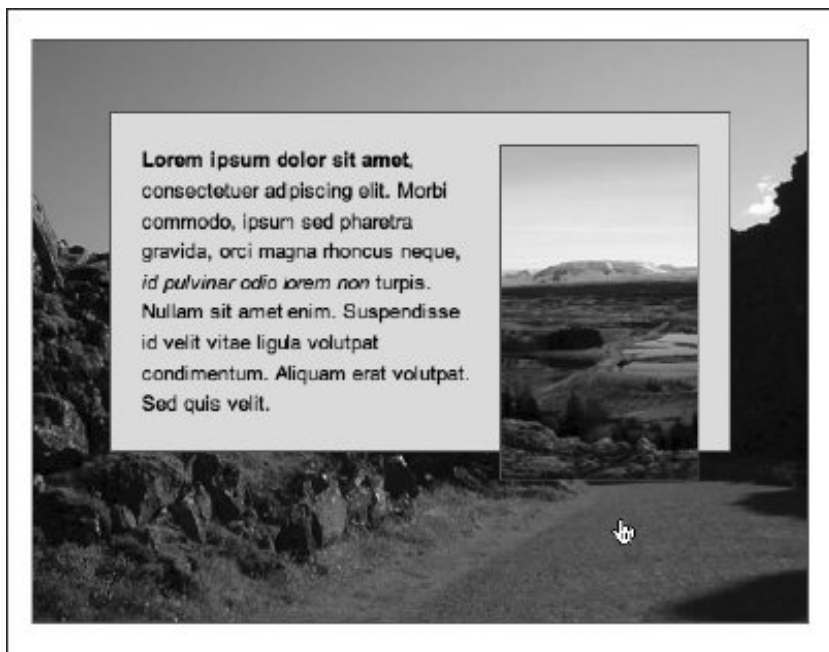 Lorem ipsum dolor sit amet,
consectetuer adipiscing elit. Morbi
commodo, ipsum sed pharetra
gravida, orci magna rhoncus neque,
id pulvinar odio lorem non turpis.
Nullam sit amet enim. Suspendisse
id velit vitae ligula volutpat
condimentum. Aliquam erat volutpat.
Sed quis velit.